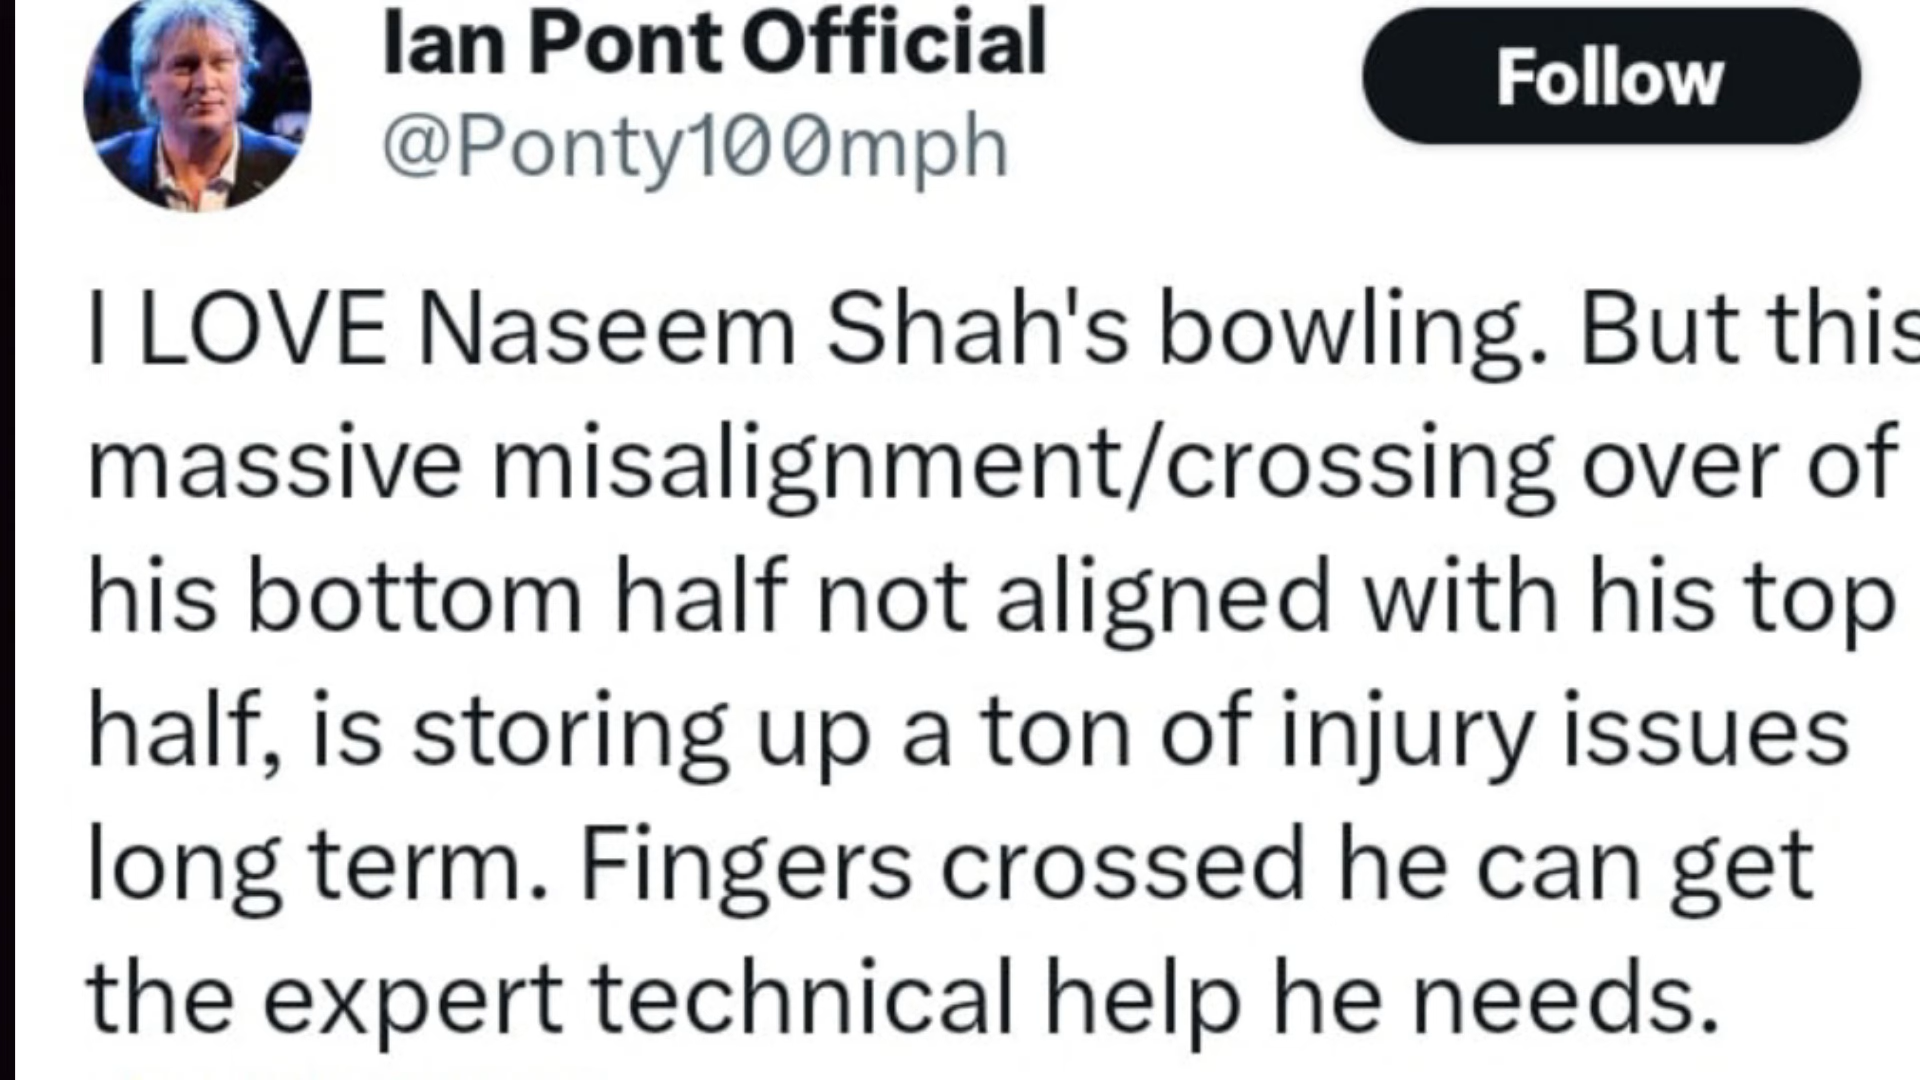 Ian Pont Official
@Ponty100mph
Follow
I LOVE Naseem Shah's bowling. But this
massive misalignment/crossing over of
his bottom half not aligned with his top
half, is storing up a ton of injury issues
long term. Fingers crossed he can get
the expert technical help he needs.